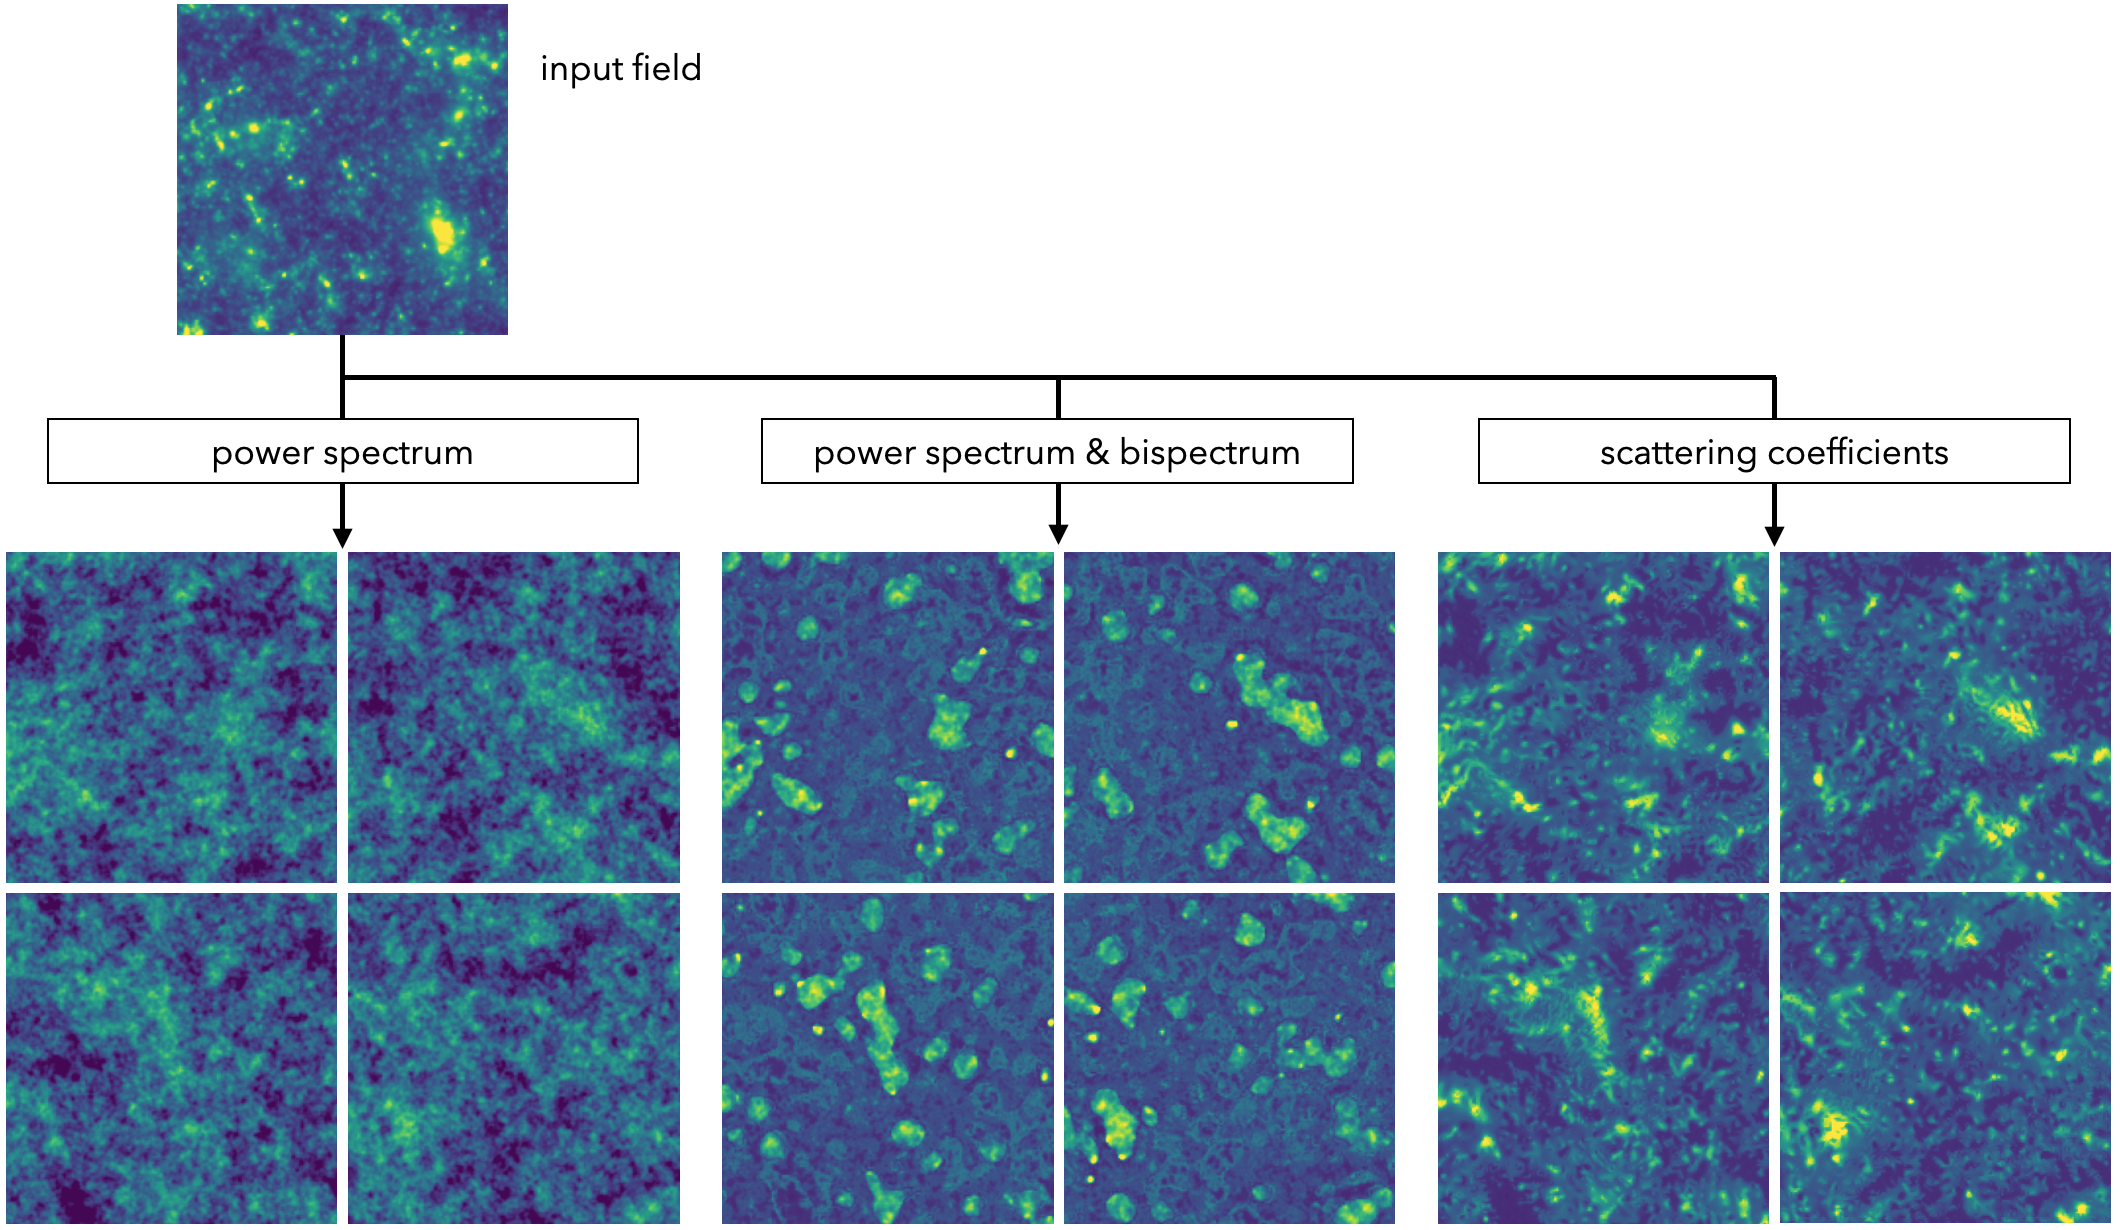 input field
power spectrum
power spectrum & bispectrum
scattering coefficients